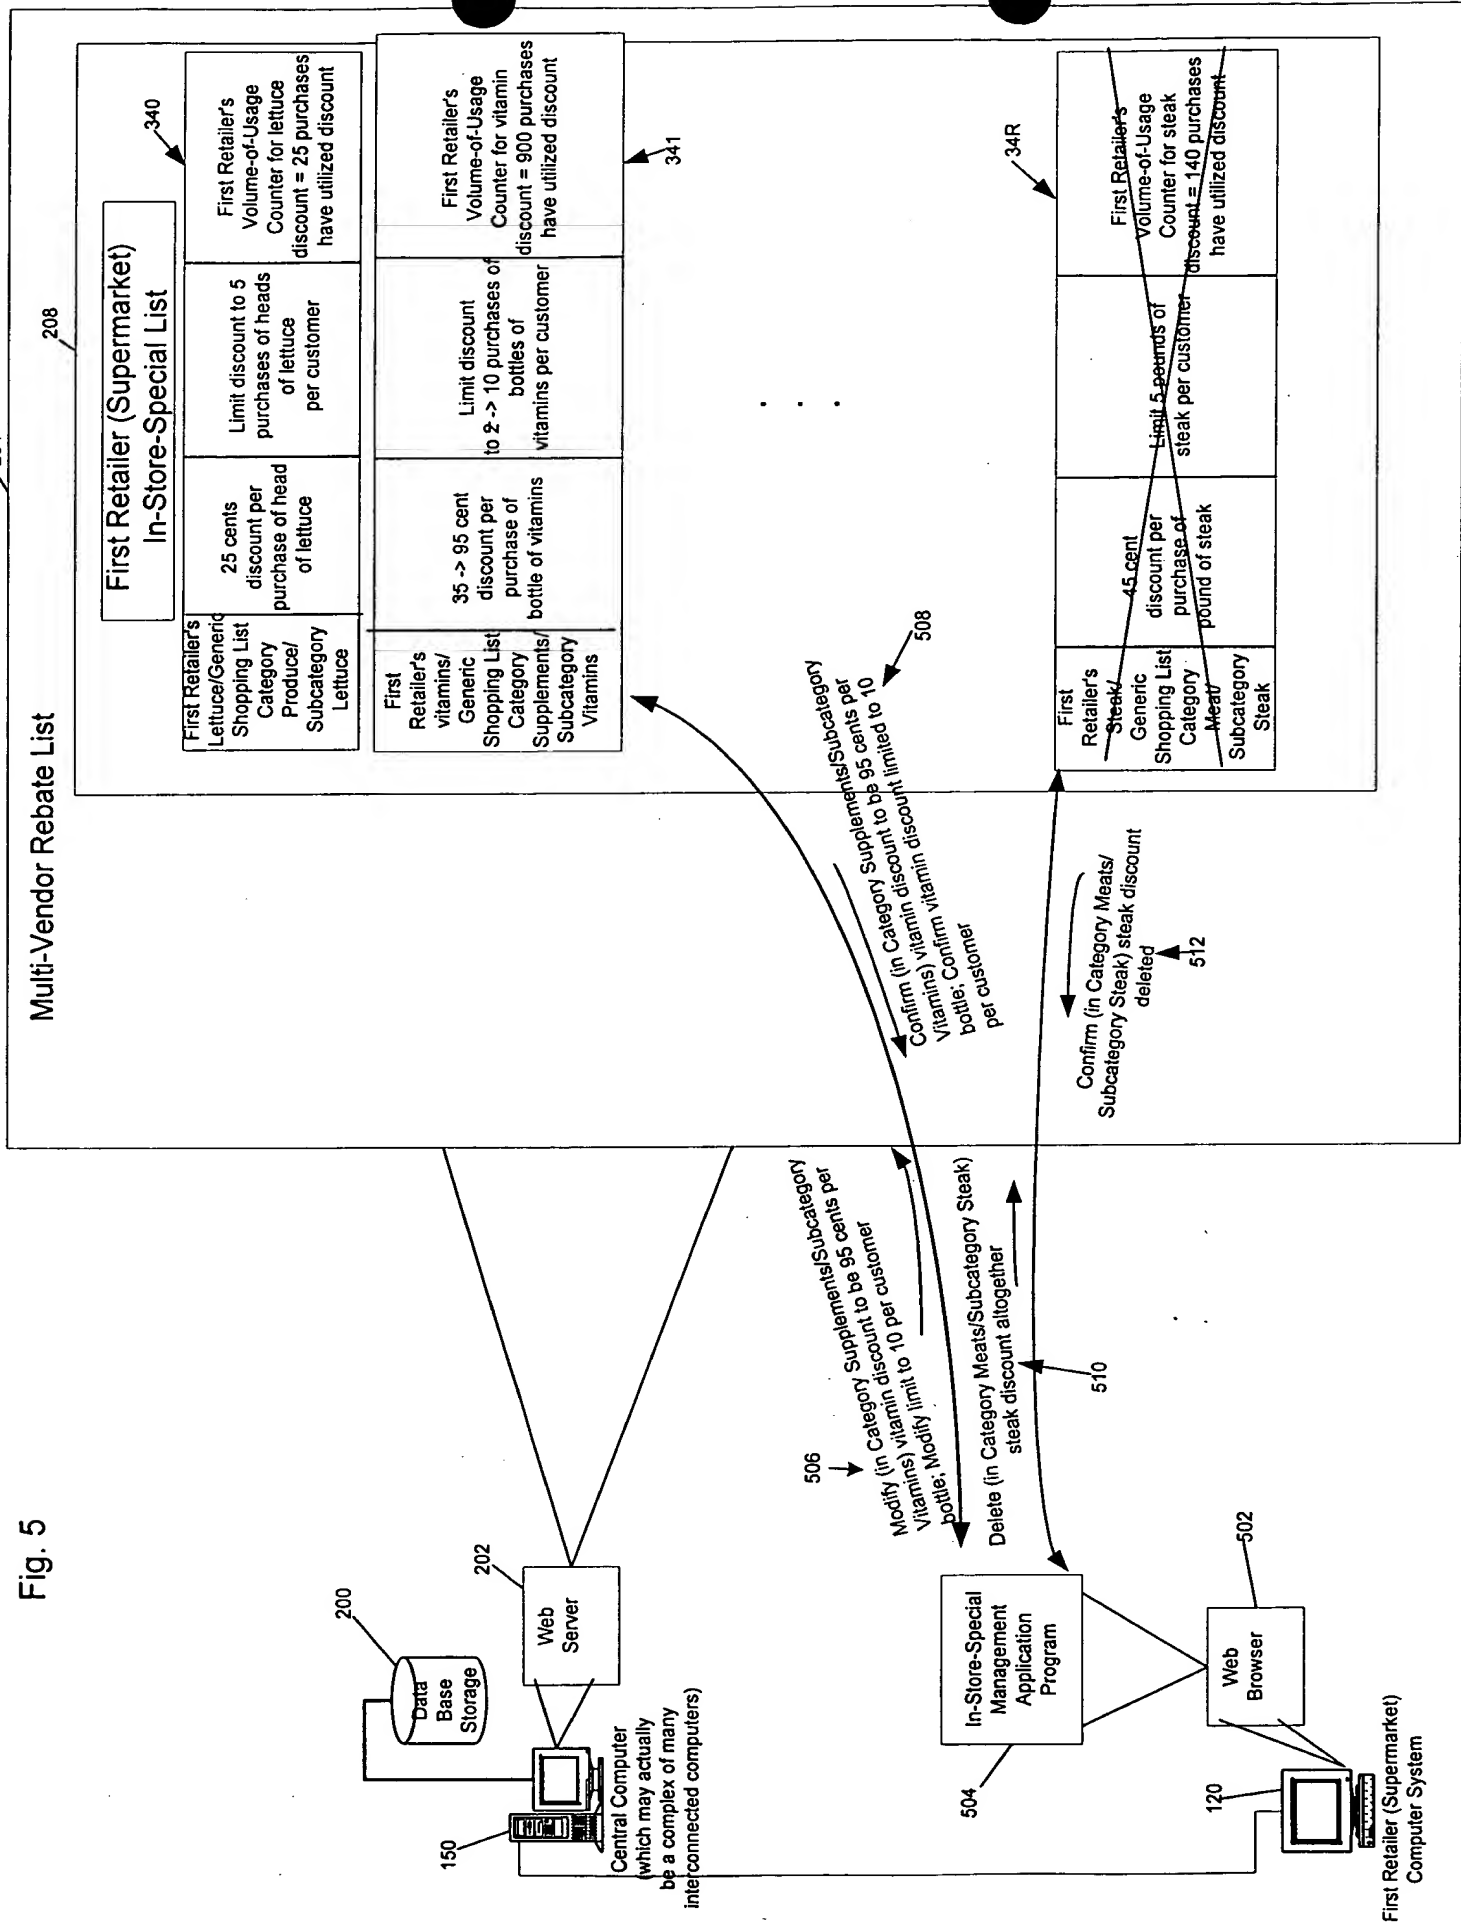 Fig. 5
Multi-Vendor Rebate List
208
First Retailer (Supermarket)
In-Store-Special List
340
First Retailer's
Lettuce/Generic
Shopping List
Category
Produce/
Subcategory
Lettuce
25 cents
discount per
purchase of head
of lettuce
Limit discount to 5
purchases of heads
of lettuce
per customer
First Retailer's
Volume-of-Usage
Counter for lettuce
discount = 25 purchases
have utilized discount
341
First
Retailer's
vitamins/
Generic
Shopping List
Category
Supplements/
Subcategory
Vitamins
35 -> 95 cent
discount per
purchase of
bottle of vitamins
Limit discount
to 2 -> 10 purchases of
bottles of
vitamins per customer
First Retailer's
Volume-of-Usage
Counter for vitamin
discount = 900 purchases
have utilized discount
. . .
34R
First
Retailer's
Steak/
Generic
Shopping List
Category
Meat/
Subcategory
Steak
45 cent
discount per
purchase of
pound of steak
Limit 5 pounds of
steak per customer
First Retailer's
Volume-of-Usage
Counter for steak
discount = 140 purchases
have utilized discount
200
Data
Base
Storage
202
Web
Server
150
Central Computer
(which may actually
be a complex of many
interconnected computers)
506
Modify (in Category Supplements/Subcategory
Vitamins) vitamin discount to be 95 cents per
bottle; Modify limit to 10 per customer
508
Confirm (in Category Supplements/Subcategory
Vitamins) vitamin discount to be 95 cents per
bottle; Confirm vitamin discount limited to 10
per customer
Delete (in Category Meats/Subcategory Steak)
steak discount altogether
510
Confirm (in Category Meats/
Subcategory Steak) steak discount
deleted
512
In-Store-Special
Management
Application
Program
504
Web
Browser
502
120
First Retailer (Supermarket)
Computer System